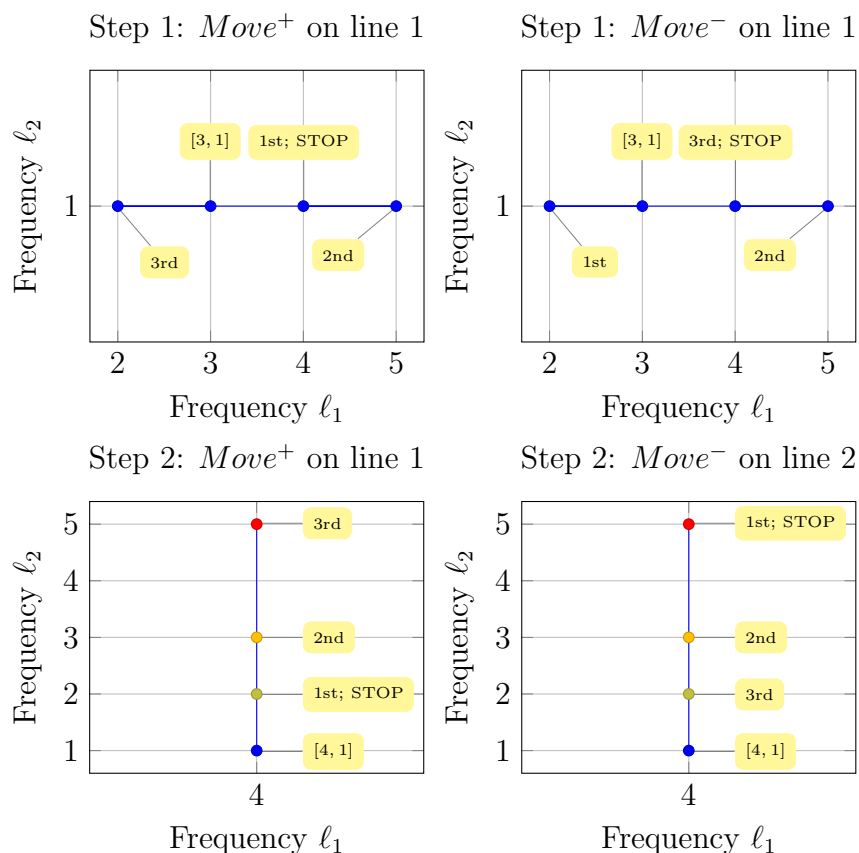 Step 1: Move⁺ on line 1
Frequency ℓ₂
1
[3, 1]
1st; STOP
3rd
2nd
2 3 4 5
Frequency ℓ₁
Step 1: Move⁻ on line 1
Frequency ℓ₂
1
[3, 1]
3rd; STOP
1st
2nd
2 3 4 5
Frequency ℓ₁
Step 2: Move⁺ on line 1
Frequency ℓ₂
5
4
3
2
1
3rd
2nd
1st; STOP
[4, 1]
4
Frequency ℓ₁
Step 2: Move⁻ on line 2
Frequency ℓ₂
5
4
3
2
1
1st; STOP
2nd
3rd
[4, 1]
4
Frequency ℓ₁